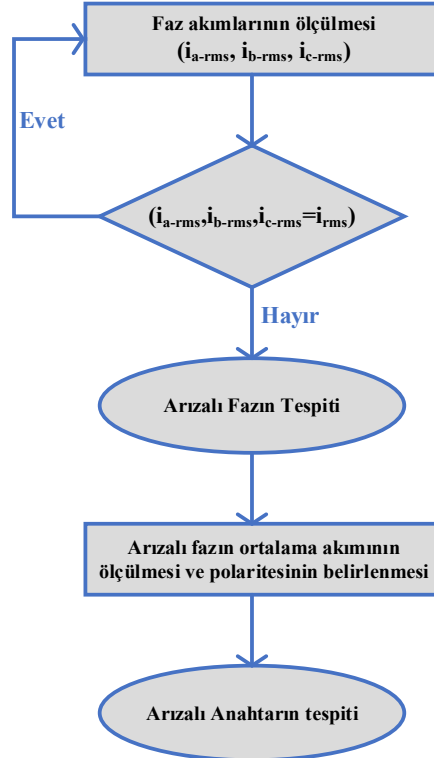 Faz akımlarının ölçülmesi
(ia-rms, ib-rms, ic-rms)
Evet
(ia-rms,ib-rms,ic-rms=irms)
Hayır
Arızalı Fazın Tespiti
Arızalı fazın ortalama akımının
ölçülmesi ve polaritesinin belirlenmesi
Arızalı Anahtarın tespiti